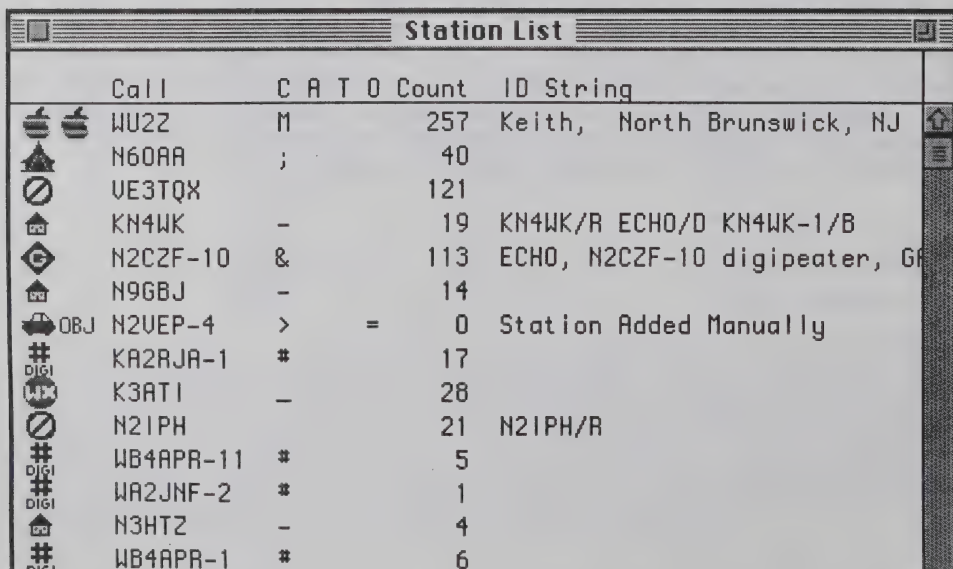 Station List
Call C A T O Count ID String
WU2Z M 257 Keith, North Brunswick, NJ
N6OAA ; 40
VE3TQX 121
KN4WK - 19 KN4WK/R ECHO/D KN4WK-1/B
N2CZF-10 & 113 ECHO, N2CZF-10 digipeater,
N9GBJ - 14
OBJ N2VEP-4 > = 0 Station Added Manually
# DIGI KA2RJA-1 # 17
WX K3ATI _ 28
N2IPH 21 N2IPH/R
# DIGI WB4APR-11 # 5
# DIGI WA2JNF-2 # 1
N3HTZ - 4
# DIGI WB4APR-1 # 6